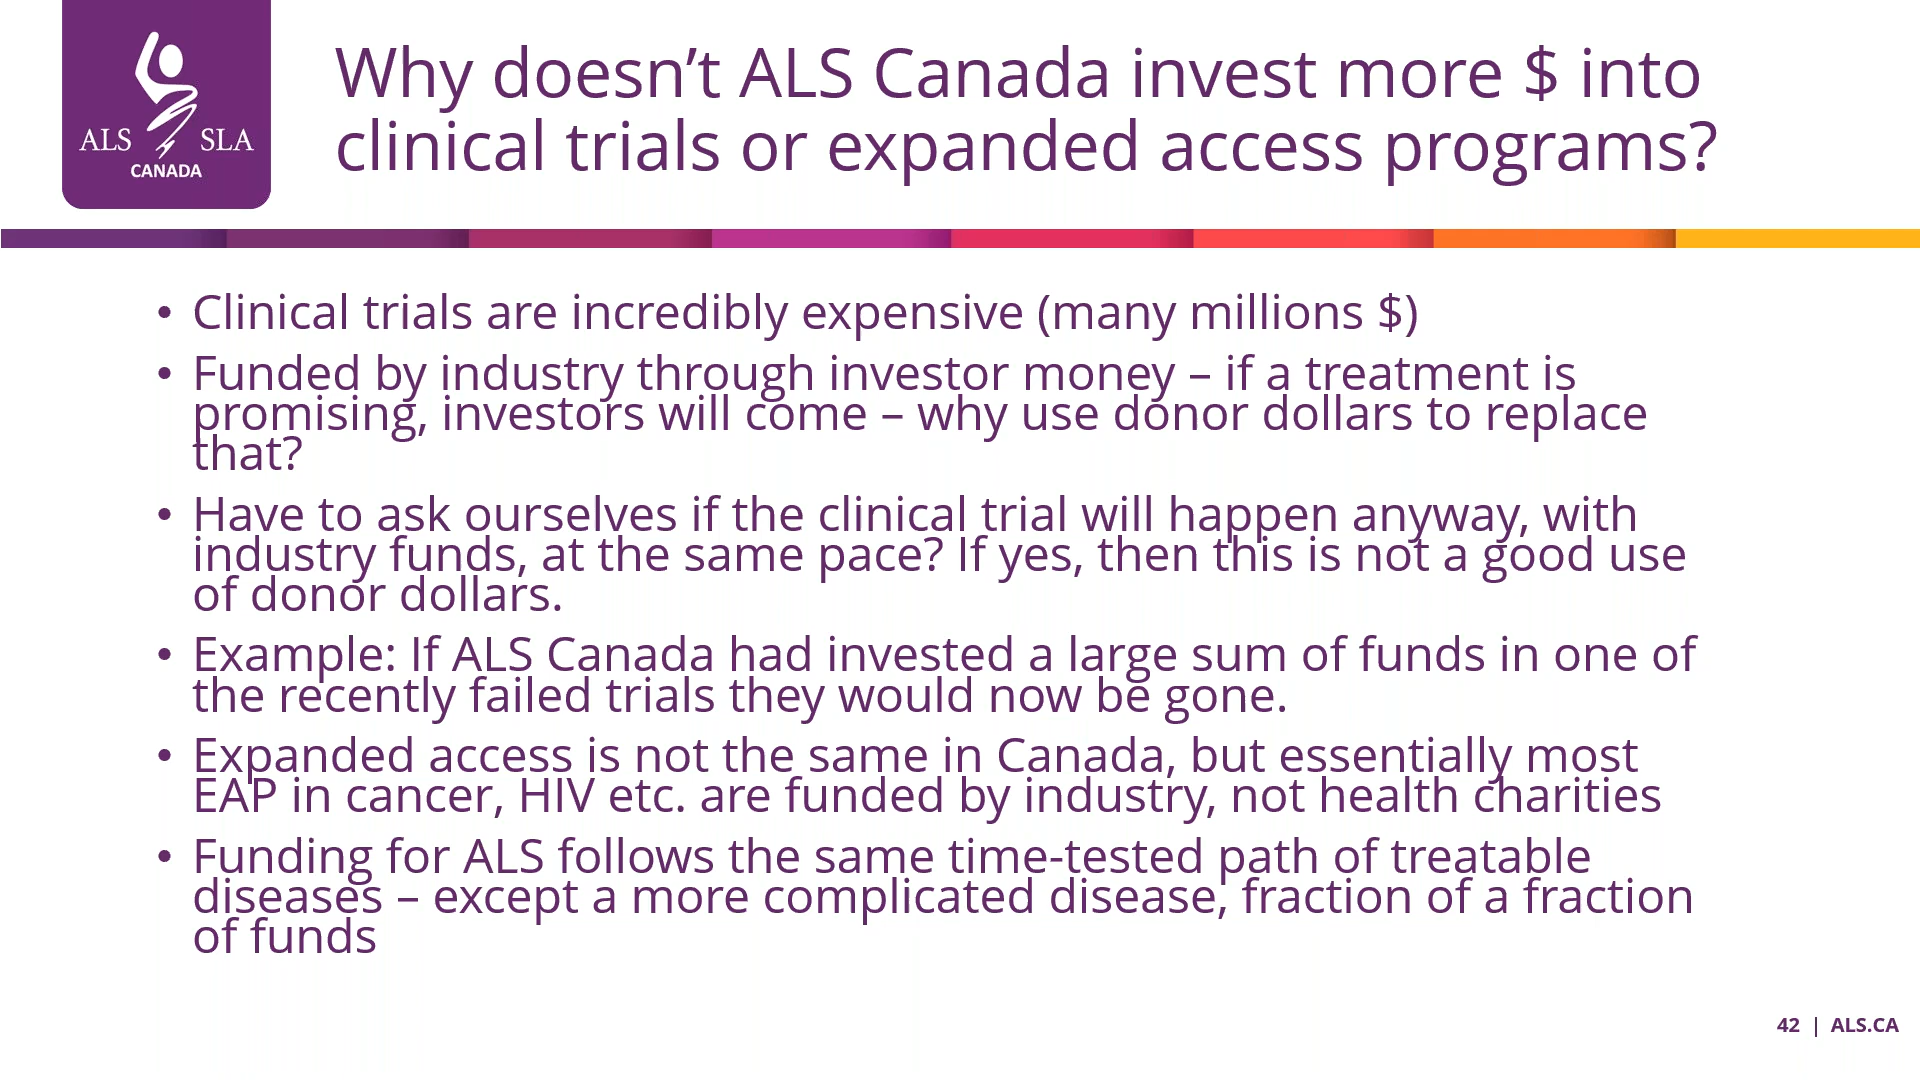 ALS SLA
CANADA
Why doesn’t ALS Canada invest more $ into
clinical trials or expanded access programs?
• Clinical trials are incredibly expensive (many millions $)
• Funded by industry through investor money – if a treatment is
promising, investors will come – why use donor dollars to replace
that?
• Have to ask ourselves if the clinical trial will happen anyway, with
industry funds, at the same pace? If yes, then this is not a good use
of donor dollars.
• Example: If ALS Canada had invested a large sum of funds in one of
the recently failed trials they would now be gone.
• Expanded access is not the same in Canada, but essentially most
EAP in cancer, HIV etc. are funded by industry, not health charities
• Funding for ALS follows the same time-tested path of treatable
diseases – except a more complicated disease, fraction of a fraction
of funds
42 | ALS.CA